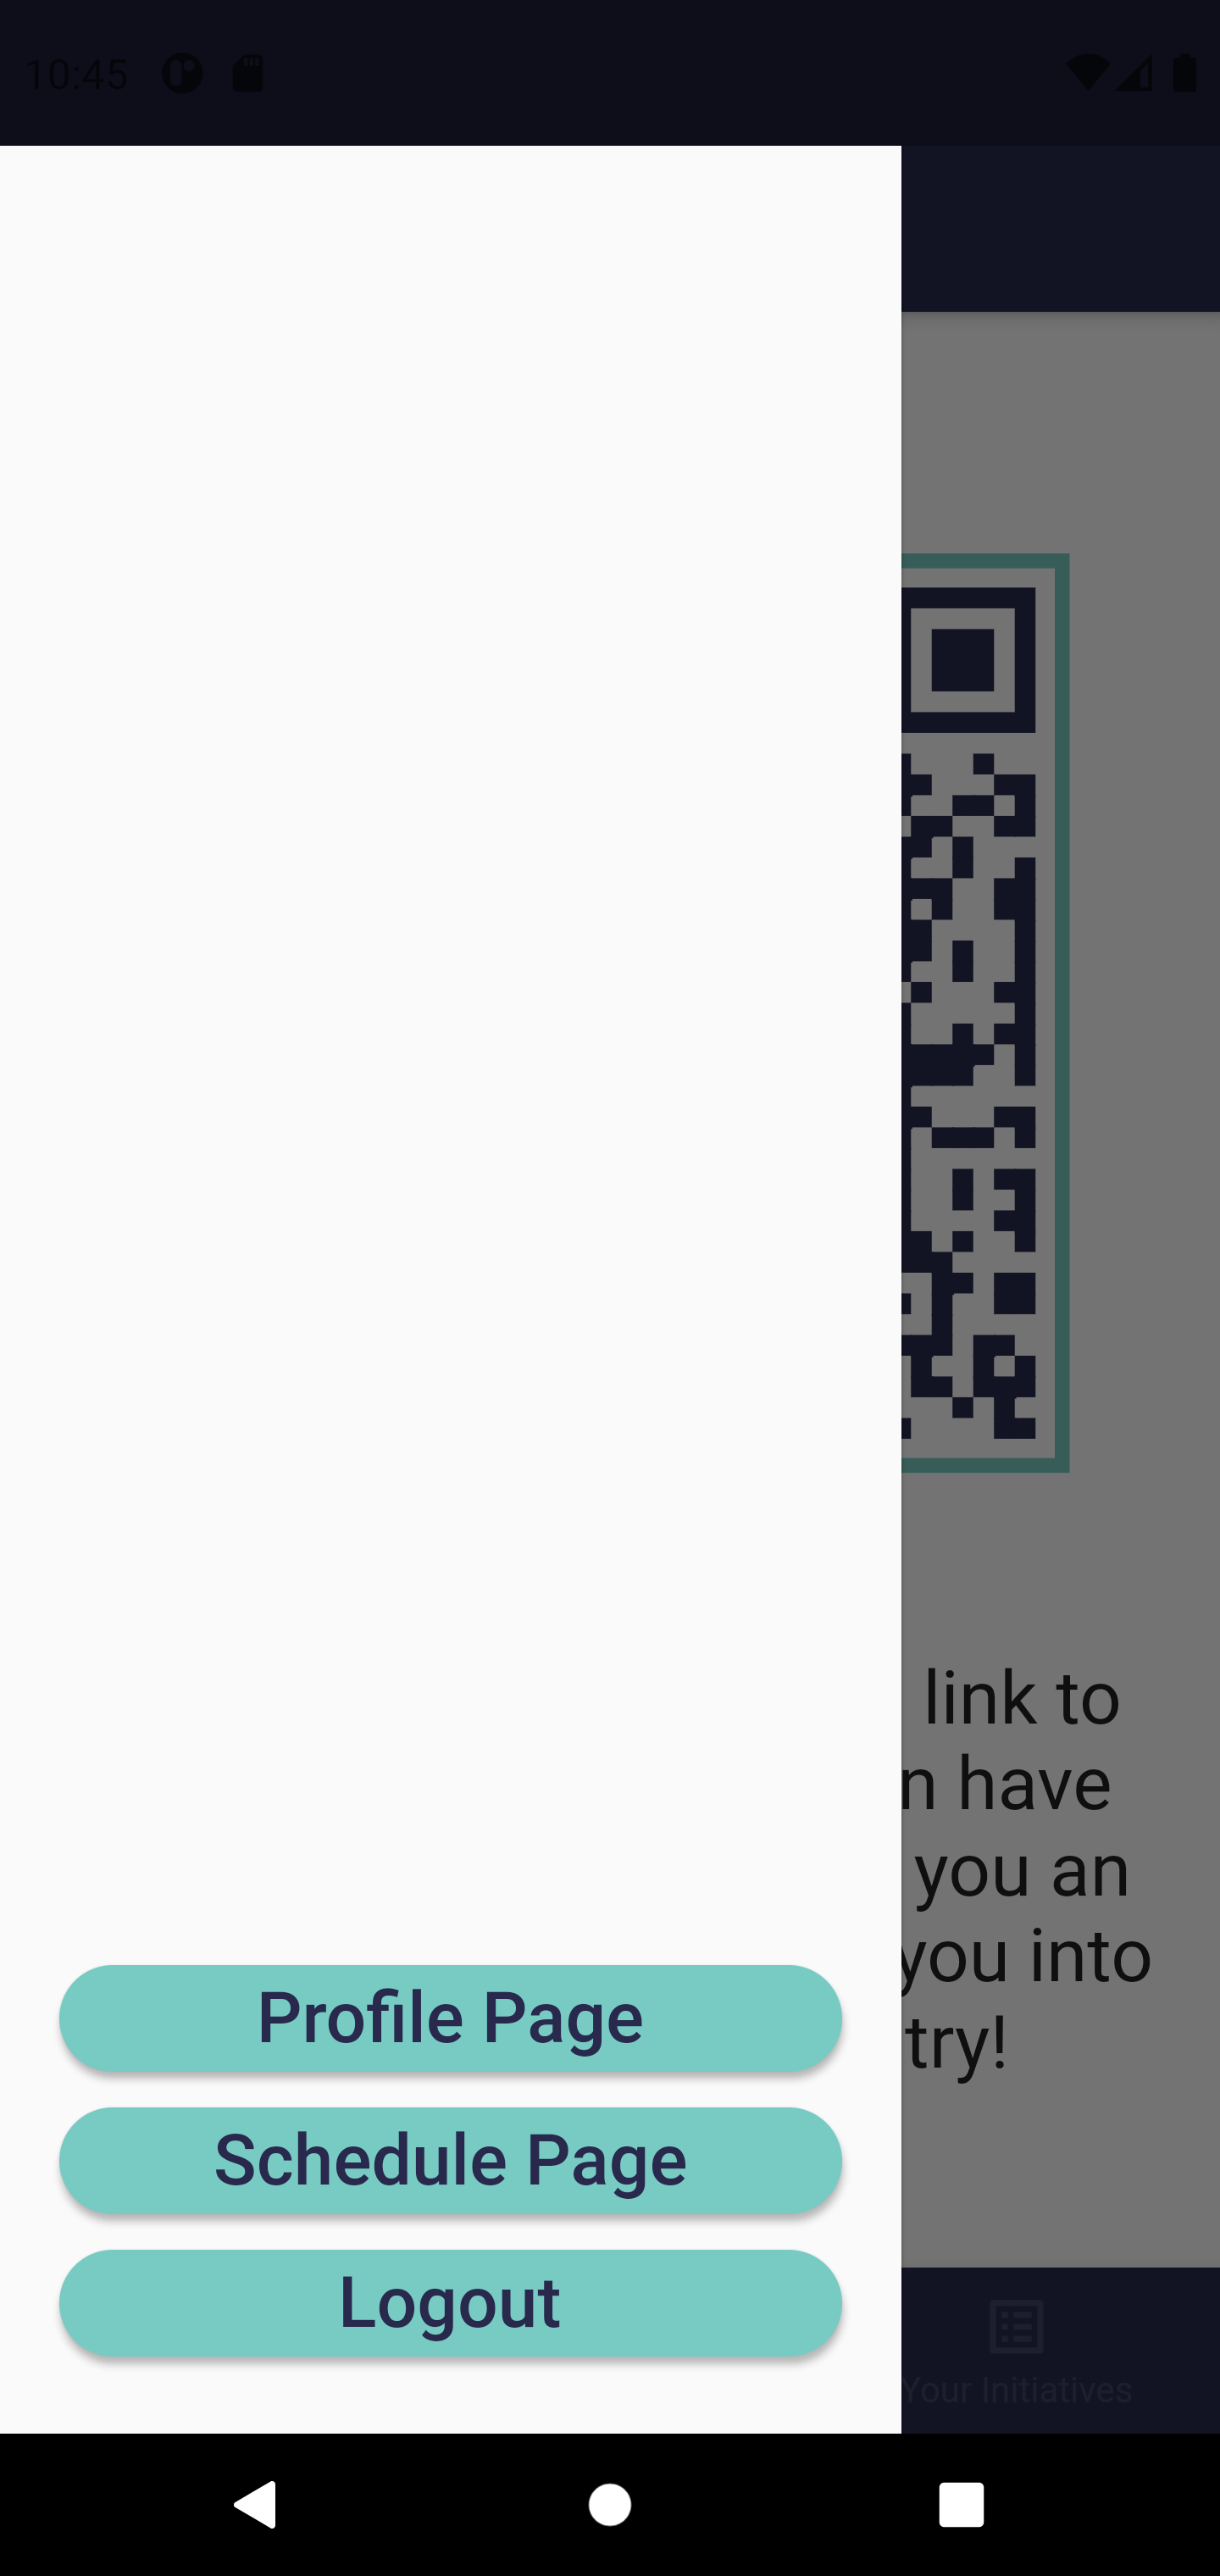 10:45
link to
n have
you an
you into
try!
Profile Page
Schedule Page
Logout
Your Initiatives